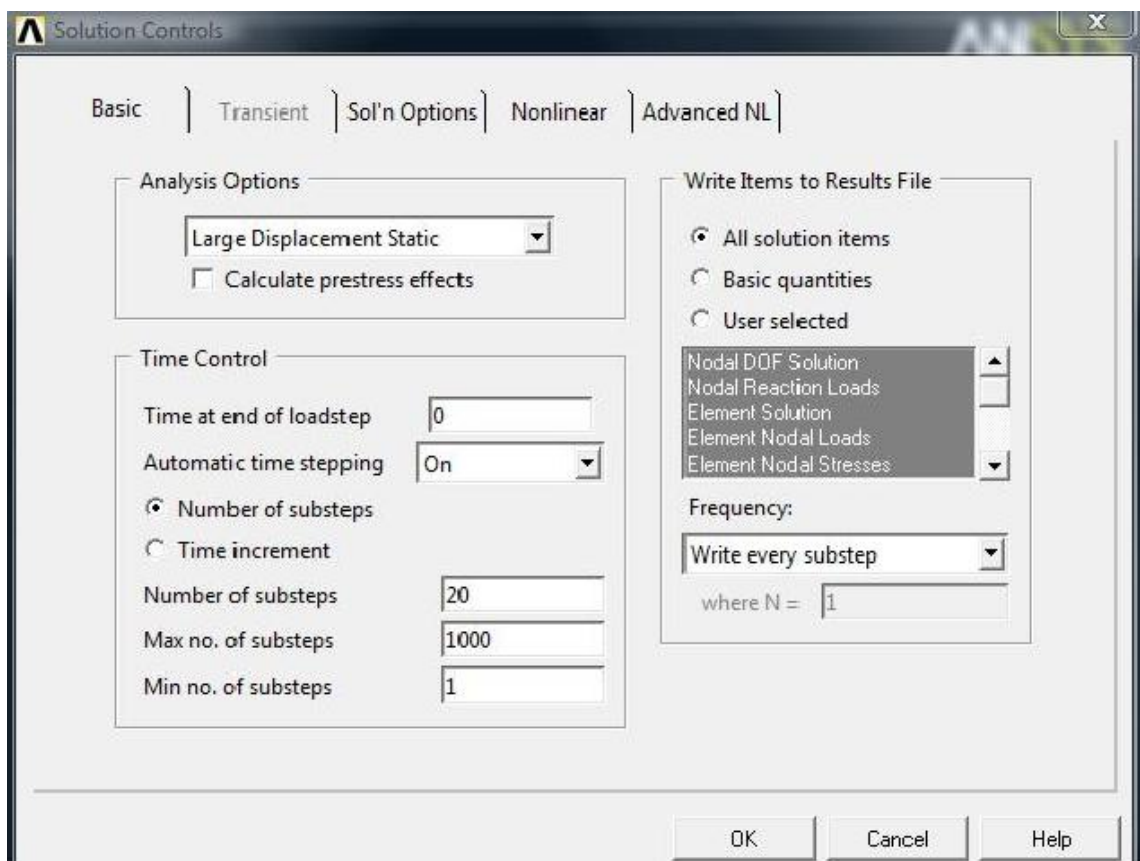 Solution Controls
ANSYS
Basic
Transient
Sol'n Options
Nonlinear
Advanced NL
Analysis Options
Large Displacement Static
Calculate prestress effects
Time Control
Time at end of loadstep
0
Automatic time stepping
On
Number of substeps
Time increment
Number of substeps
20
Max no. of substeps
1000
Min no. of substeps
1
Write Items to Results File
All solution items
Basic quantities
User selected
Nodal DOF Solution
Nodal Reaction Loads
Element Solution
Element Nodal Loads
Element Nodal Stresses
Frequency:
Write every substep
where N =
1
OK
Cancel
Help